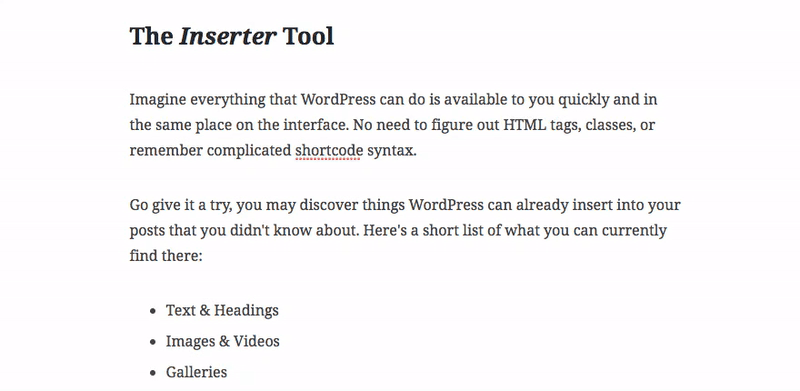 The Inserter Tool
Imagine everything that WordPress can do is available to you quickly and in
the same place on the interface. No need to figure out HTML tags, classes, or
remember complicated shortcode syntax.
Go give it a try, you may discover things WordPress can already insert into your
posts that you didn't know about. Here's a short list of what you can currently
find there:
• Text & Headings
• Images & Videos
• Galleries